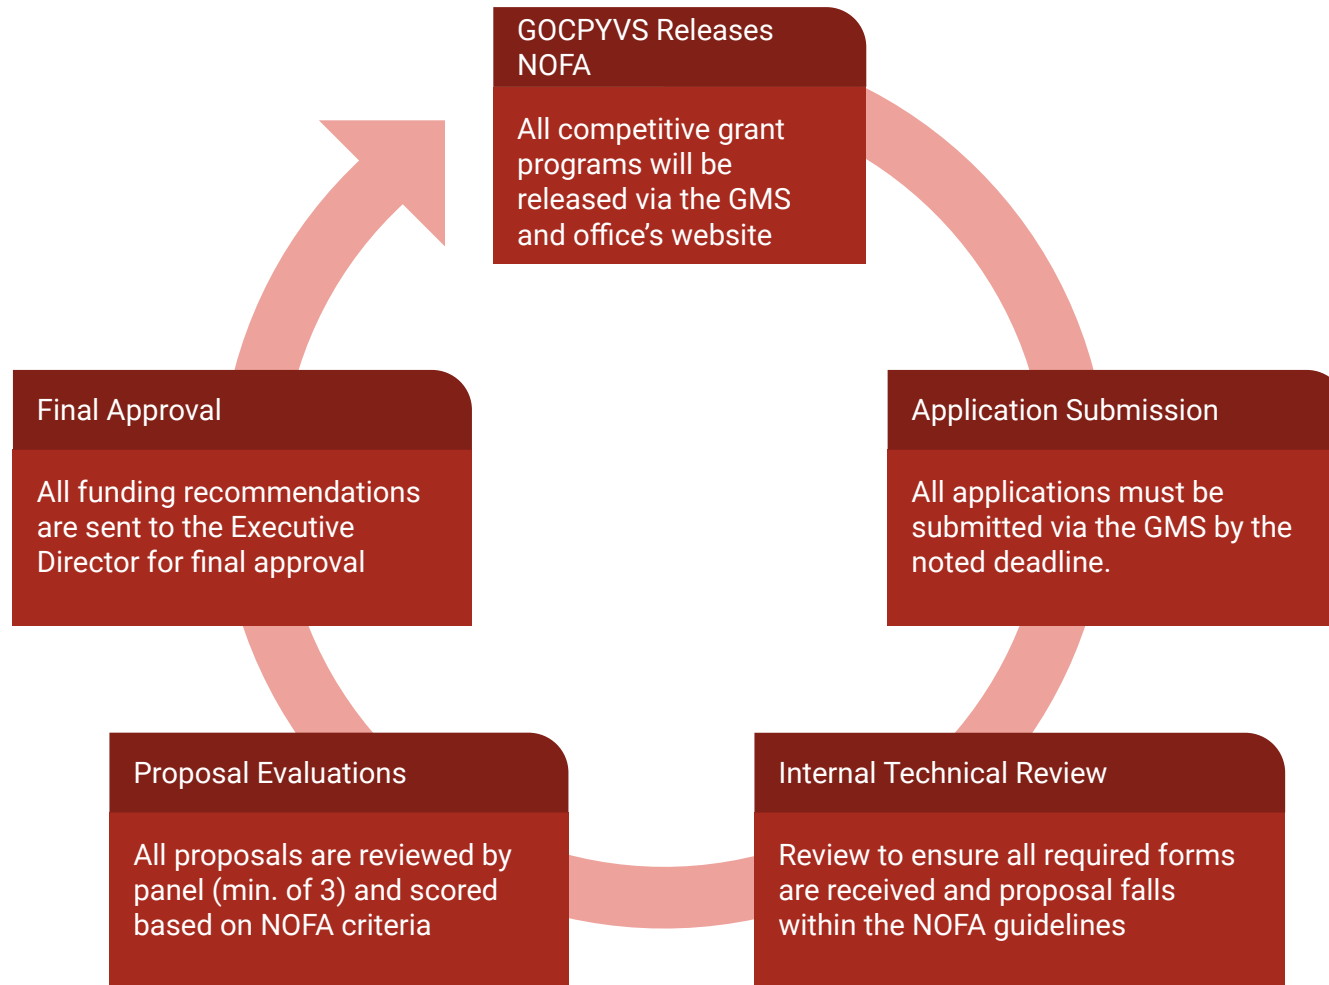 GOCPYVS Releases
NOFA
All competitive grant
programs will be
released via the GMS
and office’s website
Application Submission
All applications must be
submitted via the GMS by the
noted deadline.
Internal Technical Review
Review to ensure all required forms
are received and proposal falls
within the NOFA guidelines
Proposal Evaluations
All proposals are reviewed by
panel (min. of 3) and scored
based on NOFA criteria
Final Approval
All funding recommendations
are sent to the Executive
Director for final approval